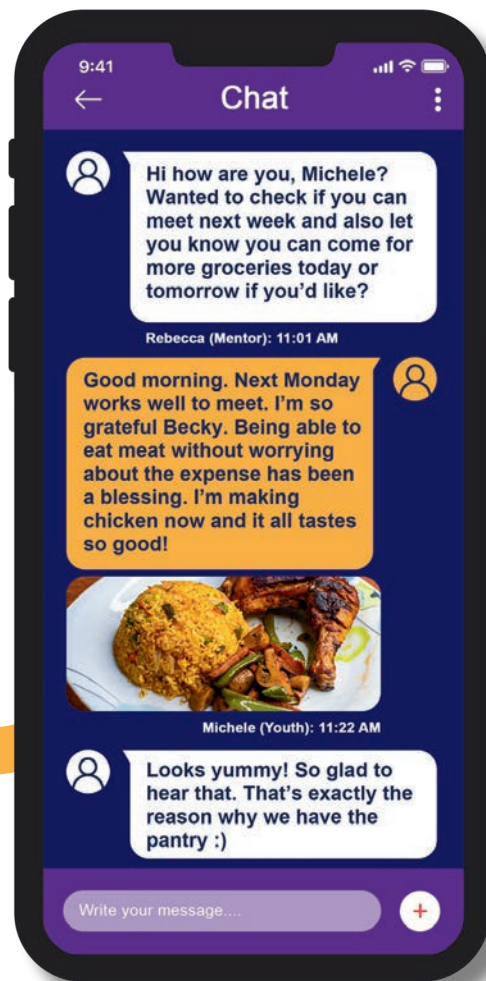 9:41
Chat
Hi how are you, Michele?
Wanted to check if you can
meet next week and also let
you know you can come for
more groceries today or
tomorrow if you'd like?
Rebecca (Mentor): 11:01 AM
Good morning. Next Monday
works well to meet. I'm so
grateful Becky. Being able to
eat meat without worrying
about the expense has been
a blessing. I'm making
chicken now and it all tastes
so good!
Michele (Youth): 11:22 AM
Looks yummy! So glad to
hear that. That's exactly the
reason why we have the
pantry :)
Write your message....